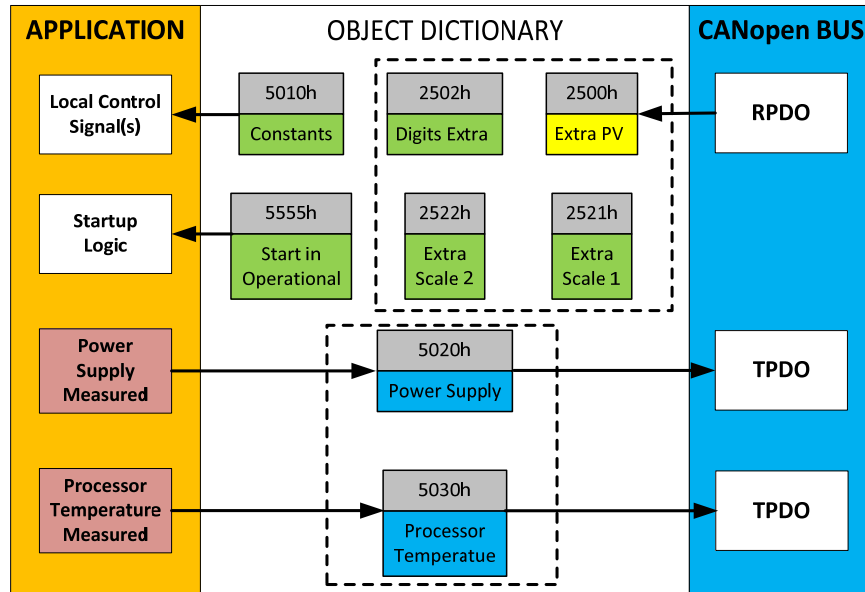 APPLICATION
OBJECT DICTIONARY
CANopen BUS
Local Control
Signal(s)
5010h
Constants
2502h
Digits Extra
2500h
Extra PV
RPDO
Startup
Logic
5555h
Start in
Operational
2522h
Extra
Scale 2
2521h
Extra
Scale 1
Power
Supply
Measured
5020h
Power Supply
TPDO
Processor
Temperature
Measured
5030h
Processor
Temperatue
TPDO